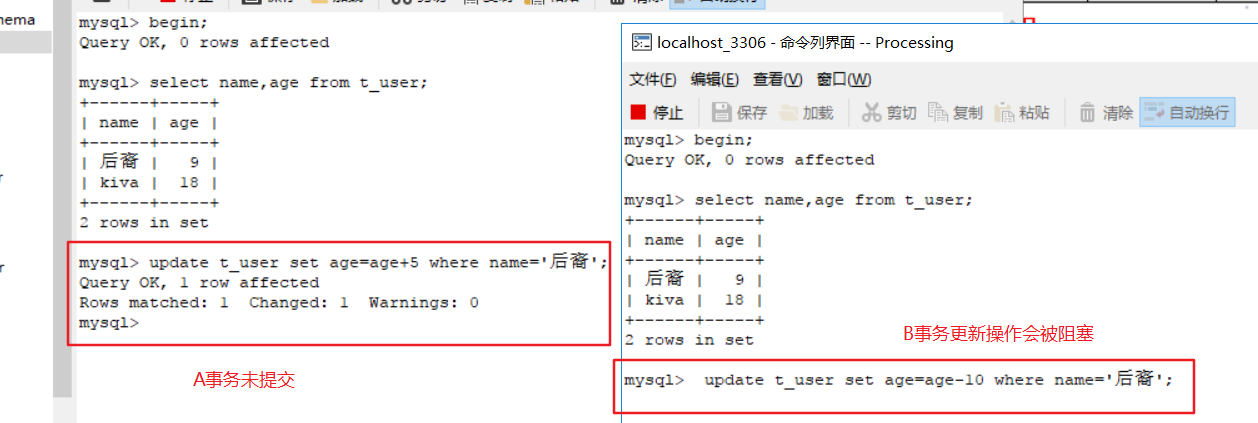 hema
mysql> begin;
Query OK, 0 rows affected
mysql> select name,age from t_user;
+------+-----+
| name | age |
+------+-----+
| 后裔 |   9 |
| kiva |  18 |
+------+-----+
2 rows in set
mysql> update t_user set age=age+5 where name='后裔';
Query OK, 1 row affected
Rows matched: 1  Changed: 1  Warnings: 0
mysql>
A事务未提交
localhost_3306 - 命令列界面 -- Processing
文件(F) 编辑(E) 查看(V) 窗口(W)
停止 保存 加载 剪切 复制 粘贴 清除 自动换行
mysql> begin;
Query OK, 0 rows affected
mysql> select name,age from t_user;
+------+-----+
| name | age |
+------+-----+
| 后裔 |   9 |
| kiva |  18 |
+------+-----+
2 rows in set
B事务更新操作会被阻塞
mysql>  update t_user set age=age-10 where name='后裔';